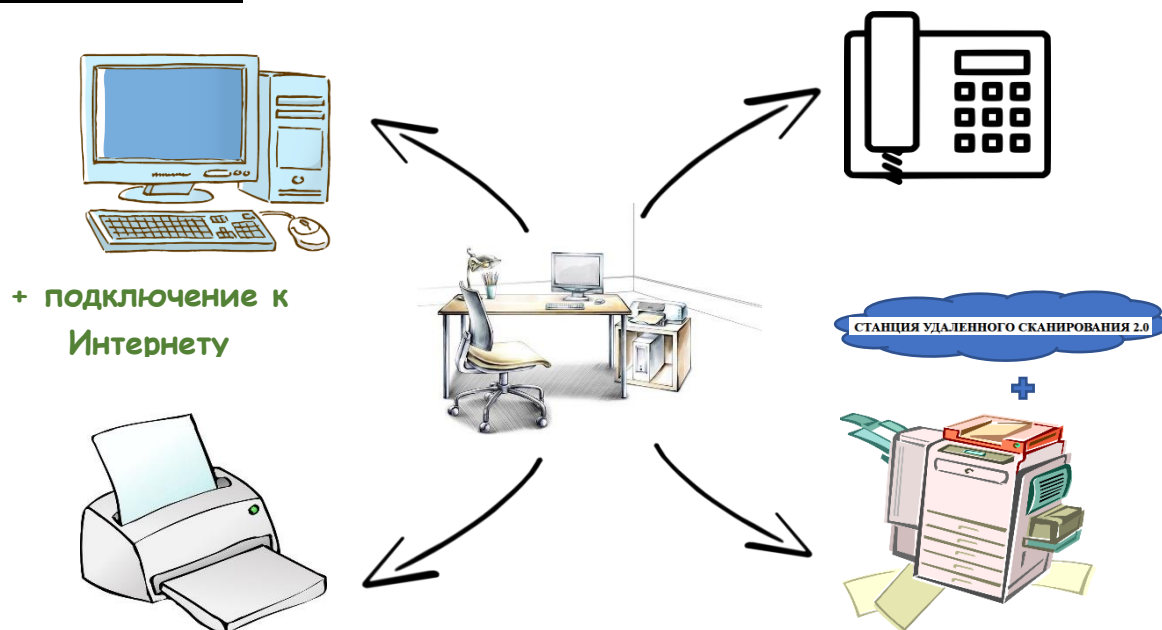 + подключение к
Интернету
СТАНЦИЯ УДАЛЕННОГО СКАНИРОВАНИЯ 2.0
+